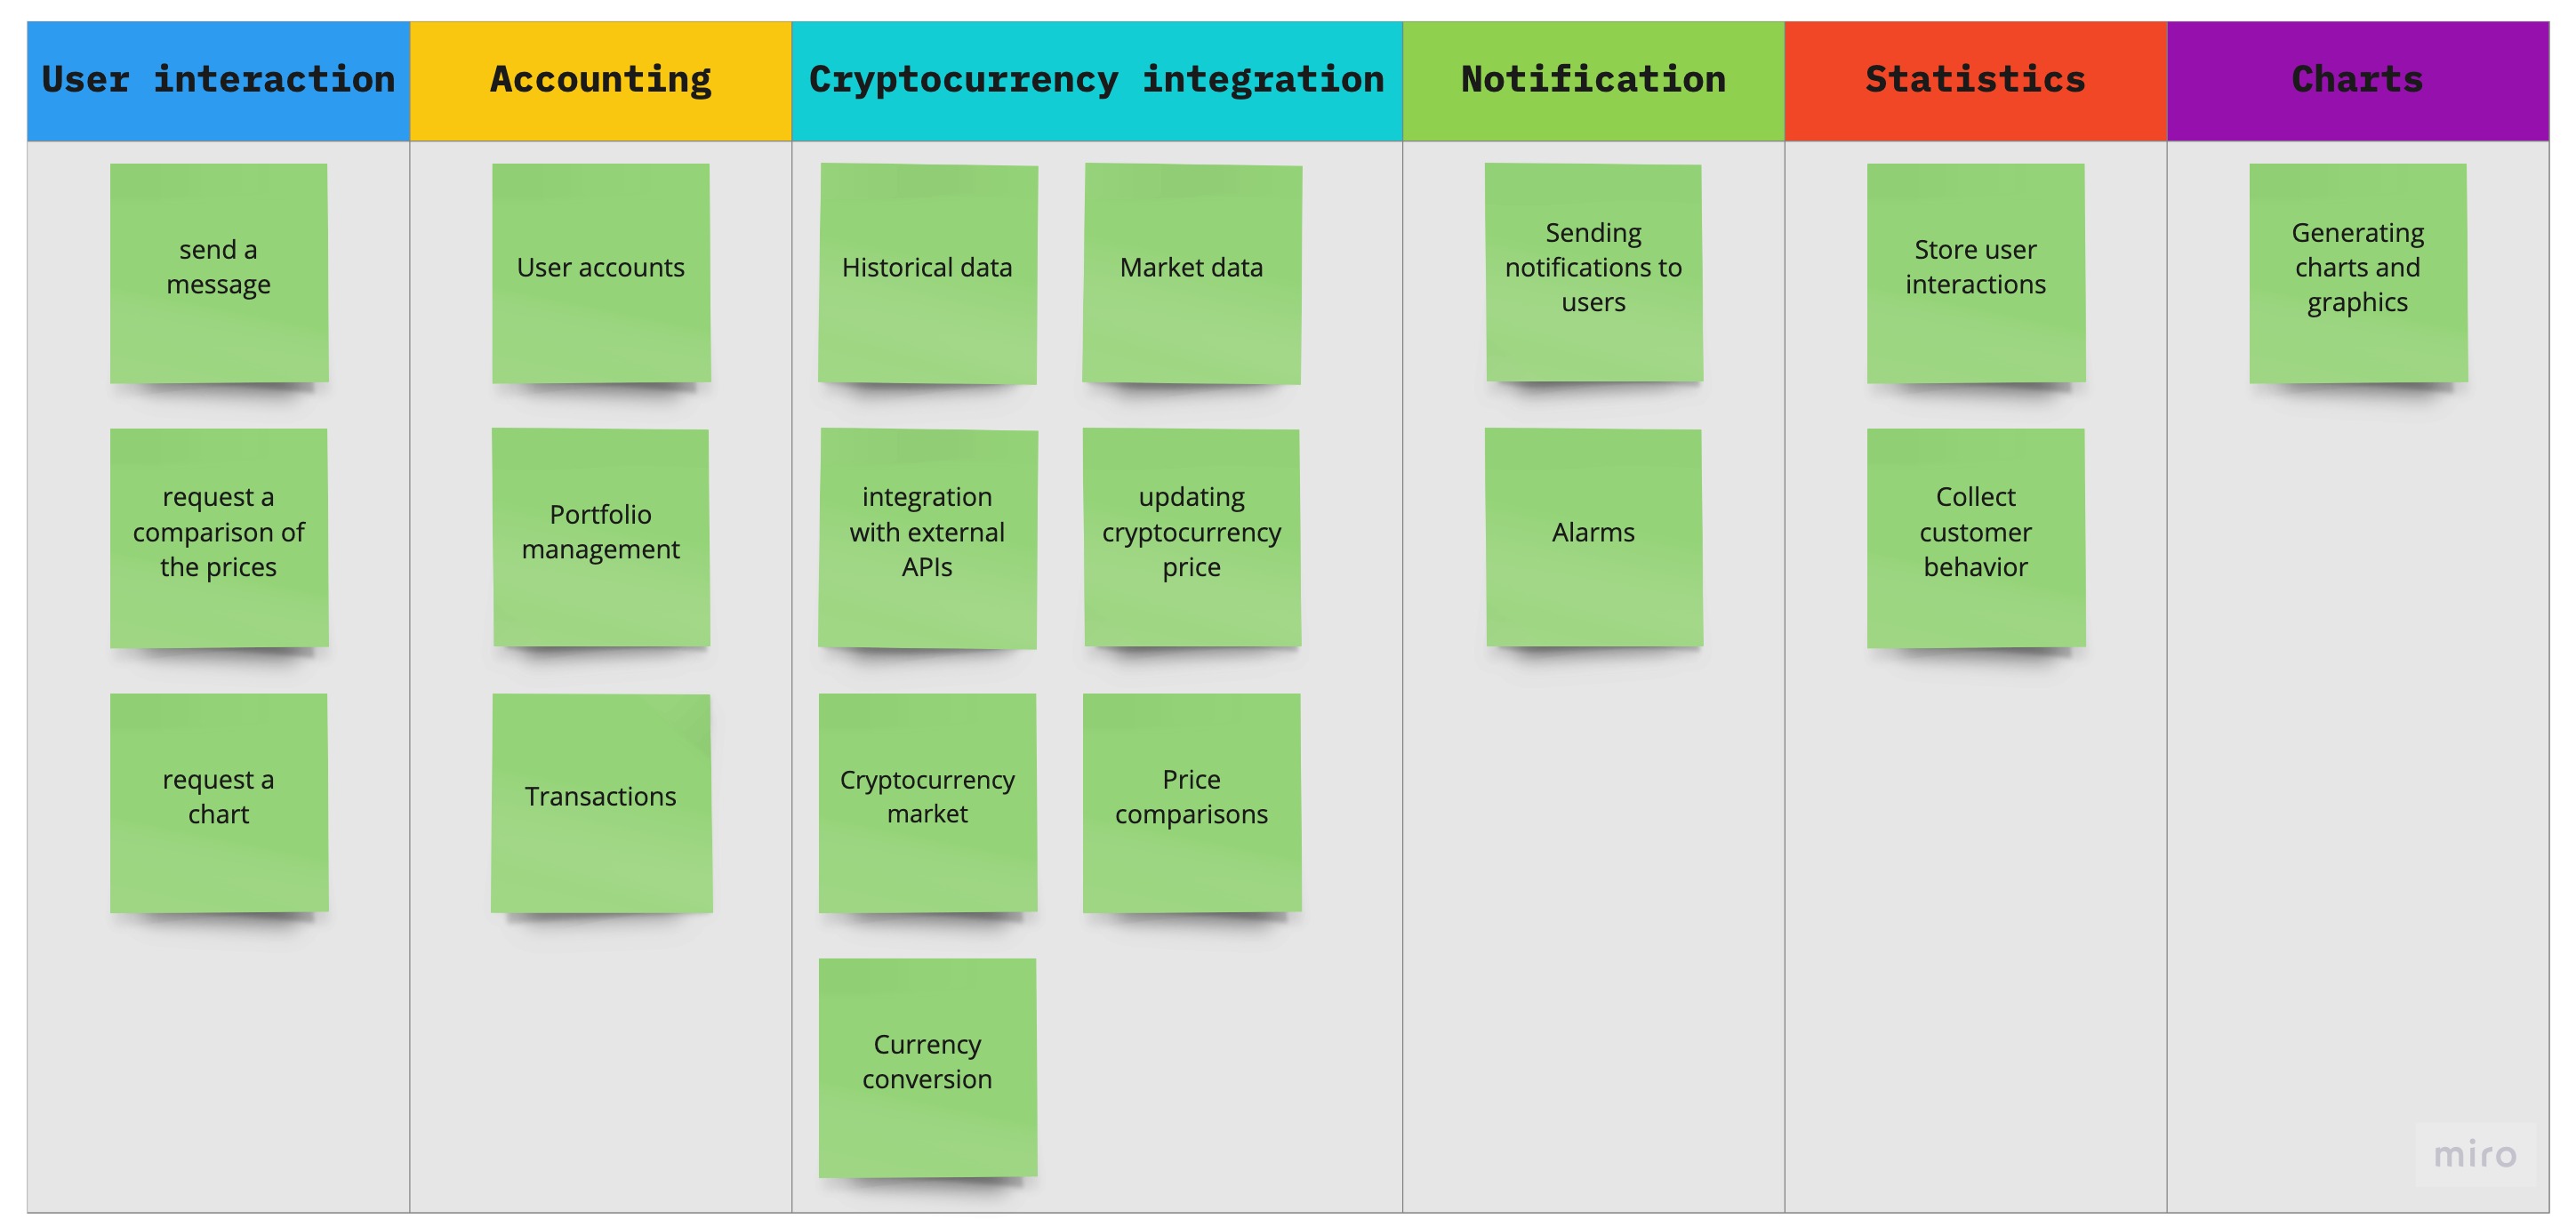 User interaction
Accounting
Cryptocurrency integration
Notification
Statistics
Charts
send a
message
request a
comparison of
the prices
request a
chart
User accounts
Portfolio
management
Transactions
Historical data
Market data
integration
with external
APIs
updating
cryptocurrency
price
Cryptocurrency
market
Price
comparisons
Currency
conversion
Sending
notifications to
users
Alarms
Store user
interactions
Collect
customer
behavior
Generating
charts and
graphics
miro